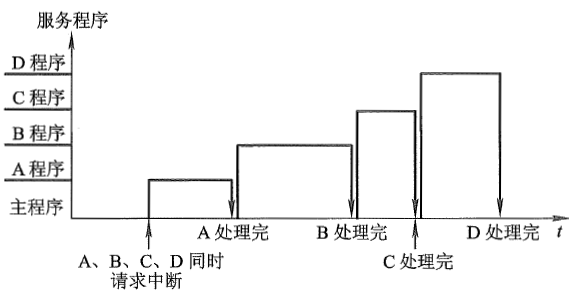 服务程序
D 程序
C 程序
B 程序
A 程序
主程序
A 处理完
B 处理完
D 处理完
t
A、B、C、D 同时
请求中断
C 处理完